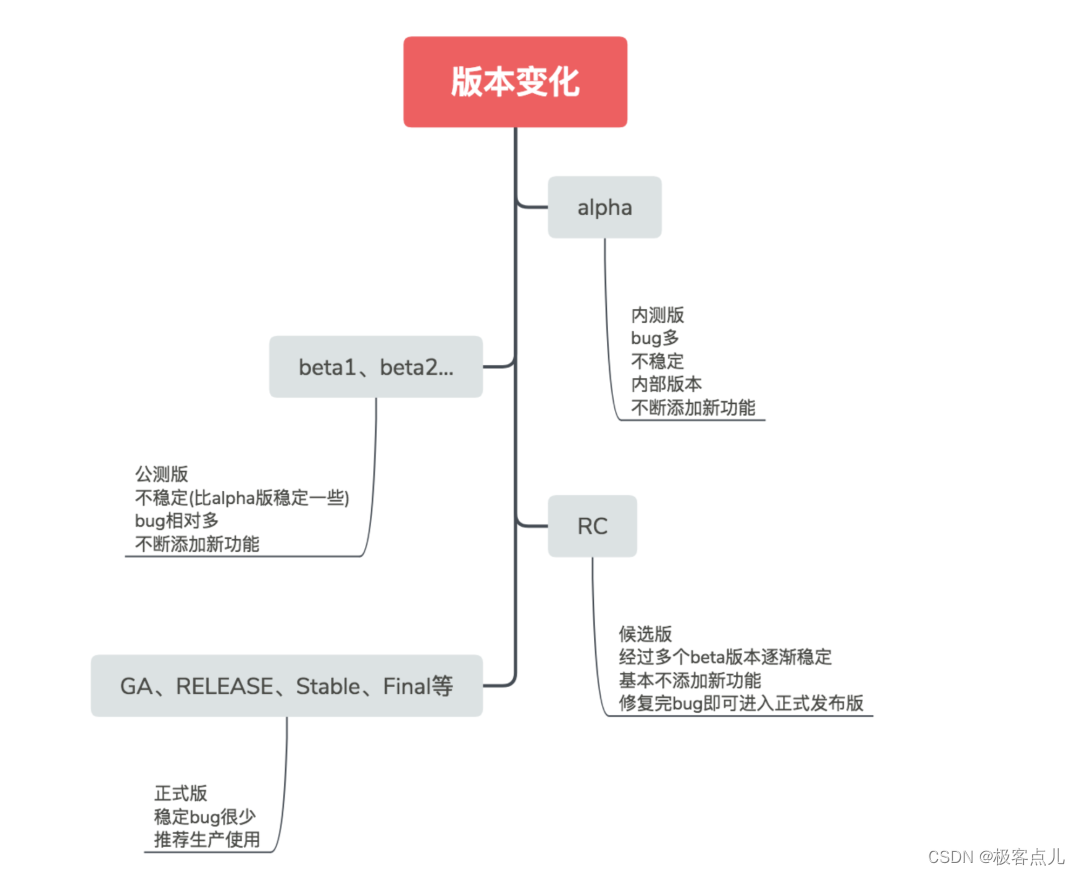 版本变化
alpha
内测版
bug多
不稳定
内部版本
不断添加新功能
beta1、beta2...
公测版
不稳定(比alpha版稳定一些)
bug相对多
不断添加新功能
RC
候选版
经过多个beta版本逐渐稳定
基本不添加新功能
修复完bug即可进入正式发布版
GA、RELEASE、Stable、Final等
正式版
稳定bug很少
推荐生产使用
CSDN @极客点儿